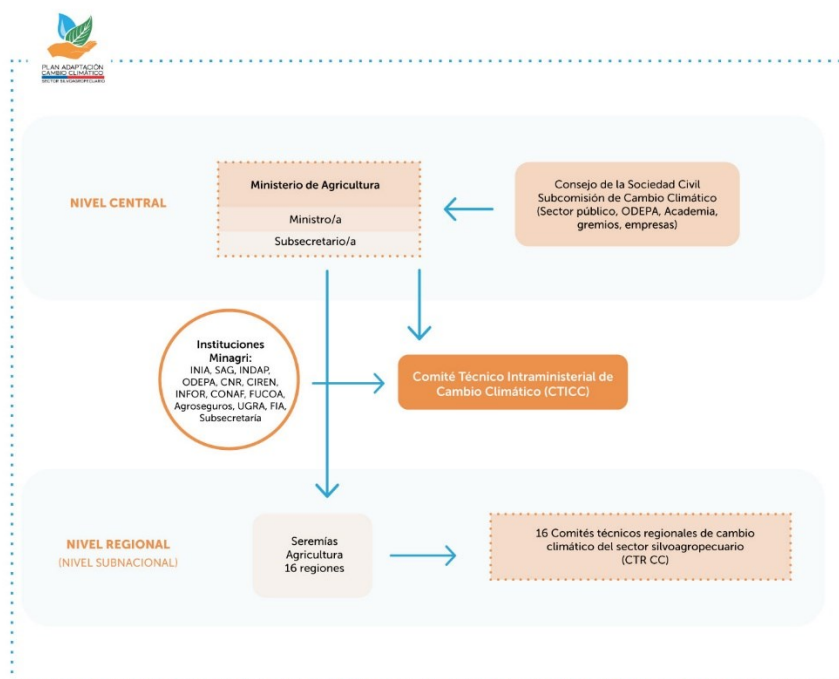 PLAN ADAPTACIÓN
CAMBIO CLIMÁTICO
SECTOR SILVOAGROPECUARIO
NIVEL CENTRAL
Ministerio de Agricultura
Ministro/a
Subsecretario/a
Consejo de la Sociedad Civil
Subcomisión de Cambio Climático
(Sector público, ODEPA, Academia,
gremios, empresas)
Instituciones
Minagri:
INIA, SAG, INDAP,
ODEPA, CNR, CIREN,
INFOR, CONAF, FUCOA,
Agroseguros, UGRA, FIA,
Subsecretaría
Comité Técnico Intraministerial de
Cambio Climático (CTICC)
NIVEL REGIONAL
(NIVEL SUBNACIONAL)
Seremías
Agricultura
16 regiones
16 Comités técnicos regionales de cambio
climático del sector silvoagropecuario
(CTR CC)